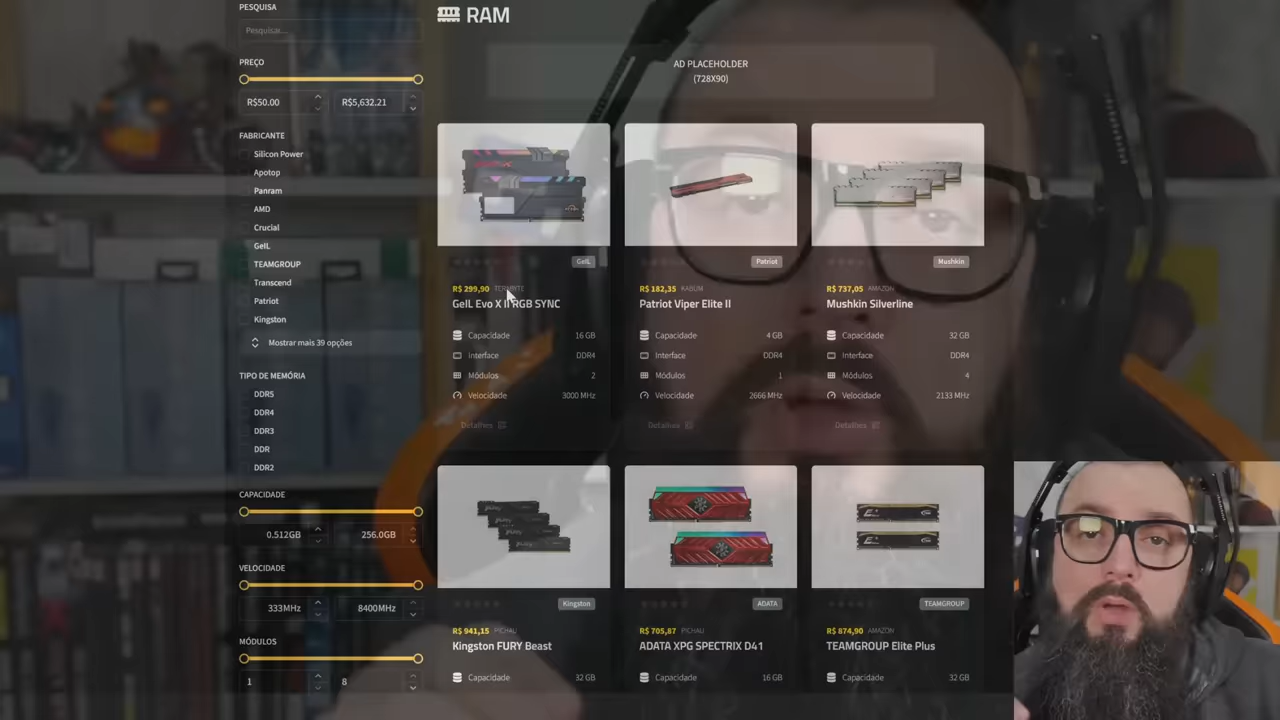 PESQUISA
Pesquisar...
PREÇO
R$50.00
R$5,632.21
FABRICANTE
Silicon Power
Apotop
Panram
AMD
Crucial
GeIL
TEAMGROUP
Transcend
Patriot
Kingston
Mostrar mais 39 opções
TIPO DE MEMÓRIA
DDR5
DDR4
DDR3
DDR
DDR2
CAPACIDADE
0.512GB
256.0GB
VELOCIDADE
333MHz
8400MHz
MÓDULOS
1
8
RAM
AD PLACEHOLDER
(728X90)
GeIL
R$ 299,90
GeIL Evo X II RGB SYNC
Capacidade 16 GB
Interface DDR4
Módulos 2
Velocidade 3000 MHz
Detalhes
Patriot
R$ 182,35 KABUM
Patriot Viper Elite II
Capacidade 4 GB
Interface DDR4
Módulos 1
Velocidade 2666 MHz
Detalhes
Mushkin
R$ 737,05 AMAZON
Mushkin Silverline
Capacidade 32 GB
Interface DDR4
Módulos 4
Velocidade 2133 MHz
Detalhes
Kingston
R$ 941,15 PICHAU
Kingston FURY Beast
Capacidade 32 GB
ADATA
R$ 705,87 PICHAU
ADATA XPG SPECTRIX D41
Capacidade 16 GB
TEAMGROUP
R$ 874,90 AMAZON
TEAMGROUP Elite Plus
Capacidade 32 GB